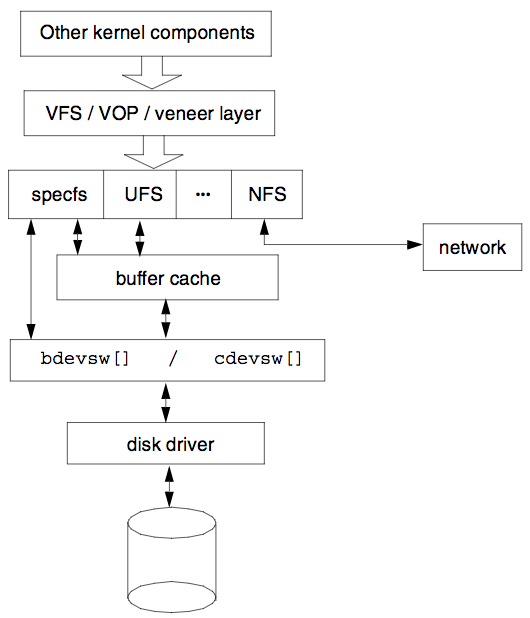 Other kernel components
VFS / VOP / veneer layer
specfs UFS ... NFS
network
buffer cache
bdevsw[] / cdevsw[]
disk driver